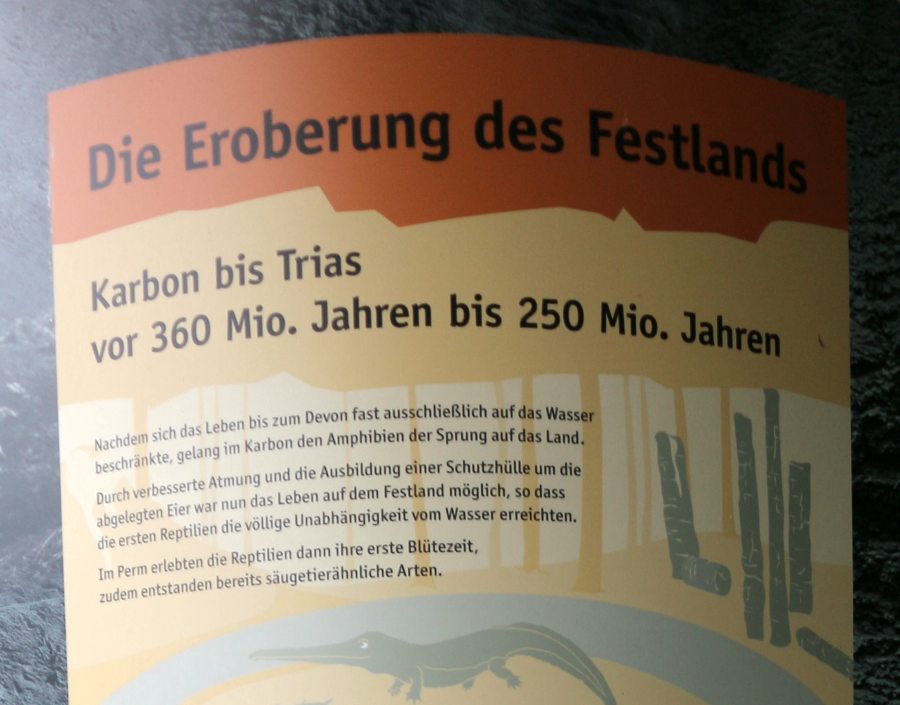 Die Eroberung des Festlands
Karbon bis Trias
vor 360 Mio. Jahren bis 250 Mio. Jahren
Nachdem sich das Leben bis zum Devon fast ausschließlich auf das Wasser
beschränkte, gelang im Karbon den Amphibien der Sprung auf das Land.
Durch verbesserte Atmung und die Ausbildung einer Schutzhülle um die
abgelegten Eier war nun das Leben auf dem Festland möglich, so dass
die ersten Reptilien die völlige Unabhängigkeit vom Wasser erreichten.
Im Perm erlebten die Reptilien dann ihre erste Blütezeit,
zudem entstanden bereits säugetierähnliche Arten.